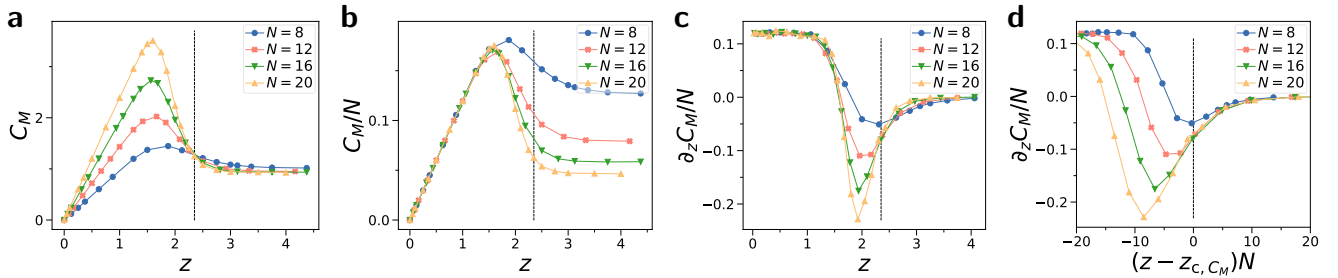 a
C_M
2
0
0
1
2
3
4
z
N = 8
N = 12
N = 16
N = 20
b
C_M/N
0.1
0.0
0
1
2
3
4
z
N = 8
N = 12
N = 16
N = 20
c
∂_zC_M/N
0.1
0.0
−0.1
−0.2
0
1
2
3
4
z
N = 8
N = 12
N = 16
N = 20
d
∂_zC_M/N
0.1
0.0
−0.1
−0.2
−20
−10
0
10
20
(z − z_{c, C_M})N
N = 8
N = 12
N = 16
N = 20